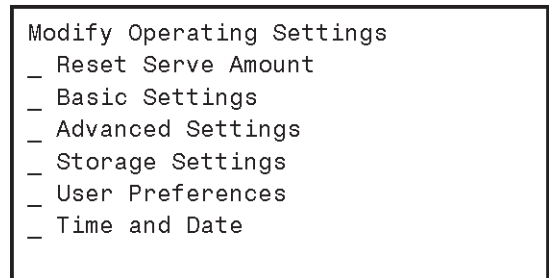 Modify Operating Settings
_ Reset Serve Amount
_ Basic Settings
_ Advanced Settings
_ Storage Settings
_ User Preferences
_ Time and Date